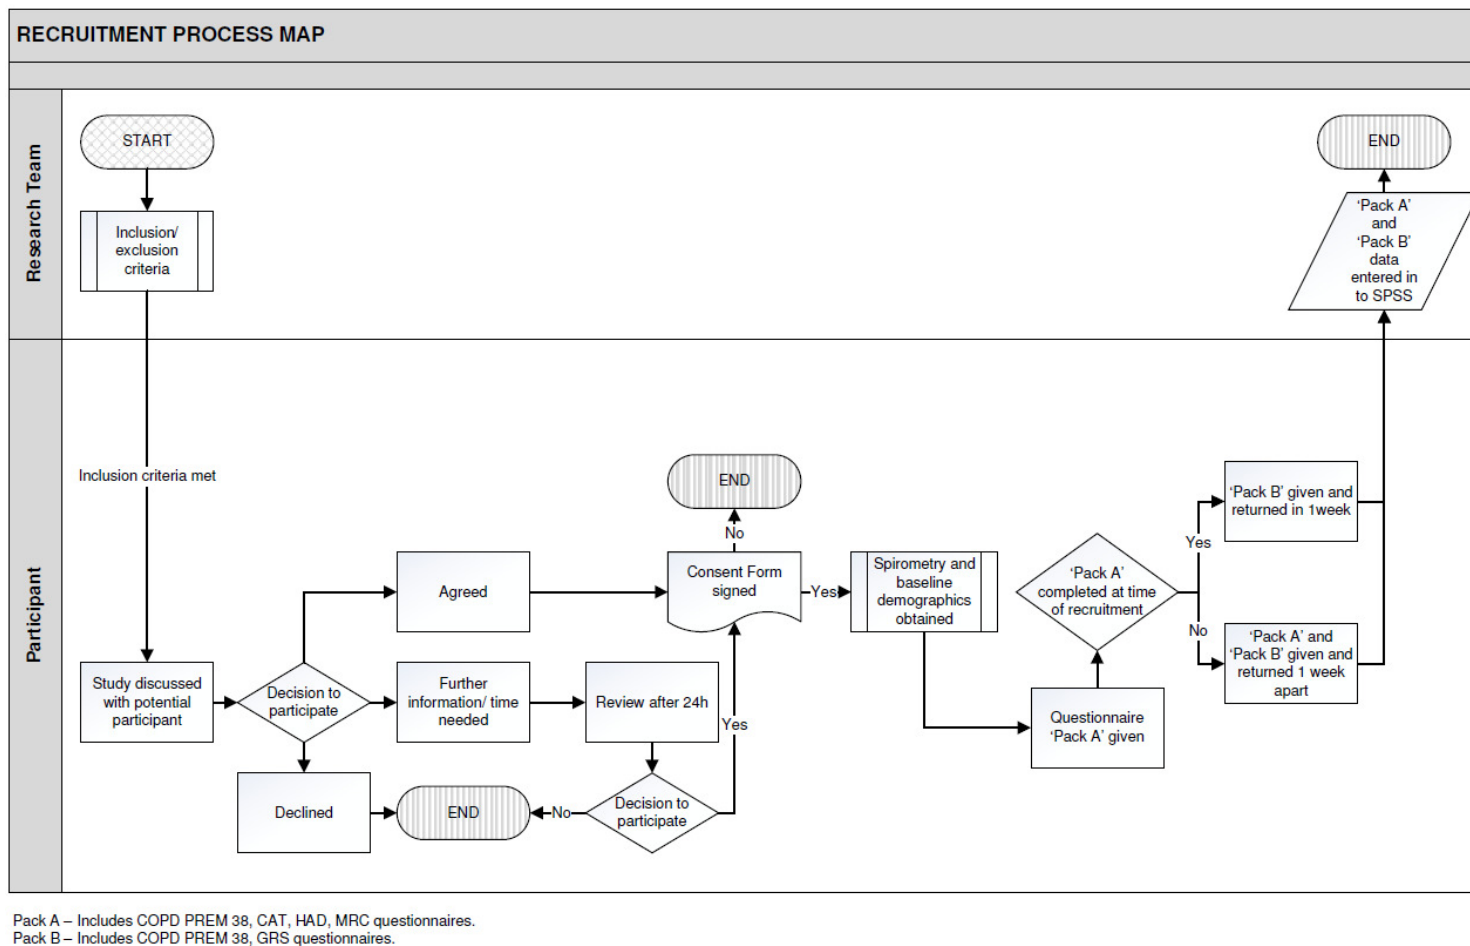 RECRUITMENT PROCESS MAP
Research Team
START
Inclusion/
exclusion
criteria
END
‘Pack A’
and
‘Pack B’
data
entered in
to SPSS
Participant
Inclusion criteria met
Study discussed
with potential
participant
Decision to
participate
Agreed
Further
information/ time
needed
Declined
END
Review after 24h
Decision to
participate
No
Yes
Consent Form
signed
No
END
Yes
Spirometry and
baseline
demographics
obtained
Questionnaire
‘Pack A’ given
‘Pack A’
completed at time
of recruitment
Yes
No
‘Pack B’ given and
returned in 1week
‘Pack A’ and
‘Pack B’ given and
returned 1 week
apart
Pack A – Includes COPD PREM 38, CAT, HAD, MRC questionnaires.
Pack B – Includes COPD PREM 38, GRS questionnaires.